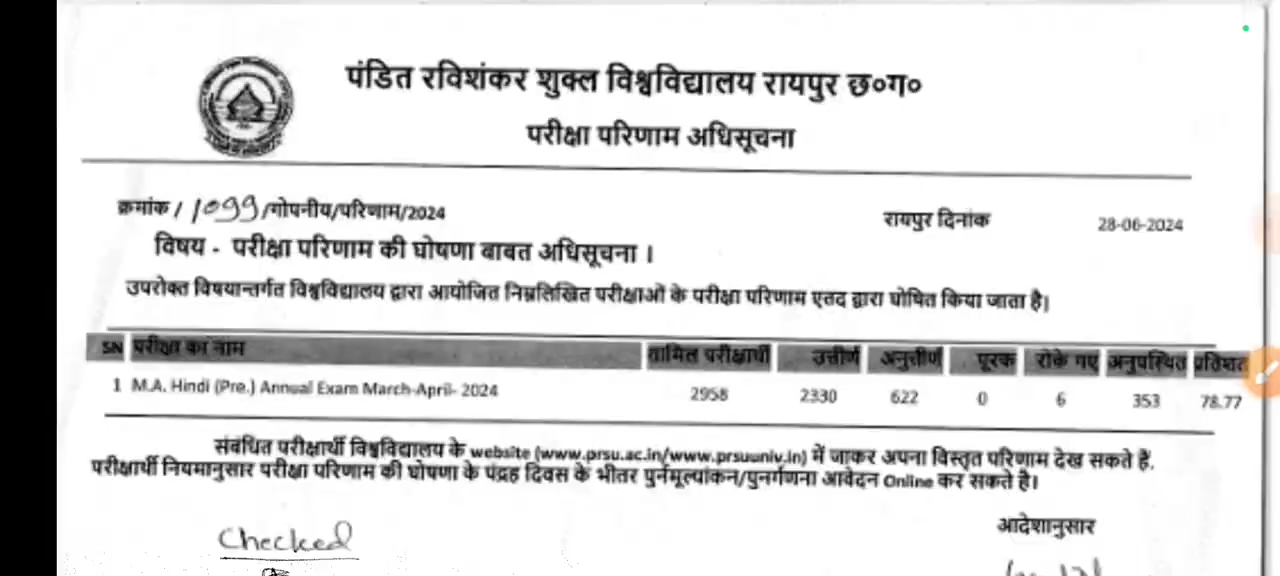 पंडित रविशंकर शुक्ल विश्वविद्यालय रायपुर छ०ग०
परीक्षा परिणाम अधिसूचना
क्रमांक / 1099 /गोपनीय/परिणाम/2024 रायपुर दिनांक 28-06-2024
विषय - परीक्षा परिणाम की घोषणा बाबत अधिसूचना ।
उपरोक्त विषयान्तर्गत विश्वविद्यालय द्वारा आयोजित निम्नलिखित परीक्षाओं के परीक्षा परिणाम एतद द्वारा घोषित किया जाता है।
SN परीक्षा का नाम सामिल परीक्षार्थी उत्तीर्ण अनुत्तीर्ण पूरक रोके गए अनुपस्थित प्रतिशत
1 M.A. Hindi (Pre.) Annual Exam March-April- 2024 2958 2330 622 0 6 353 78.77
संबंधित परीक्षार्थी विश्वविद्यालय के website (www.prsu.ac.in/www.prsuuniv.in) में जाकर अपना विस्तृत परिणाम देख सकते है.
परीक्षार्थी नियमानुसार परीक्षा परिणाम की घोषणा के पंद्रह दिवस के भीतर पुर्नमूल्यांकन/पुनर्गणना आवेदन Online कर सकते है।
आदेशानुसार
Checked